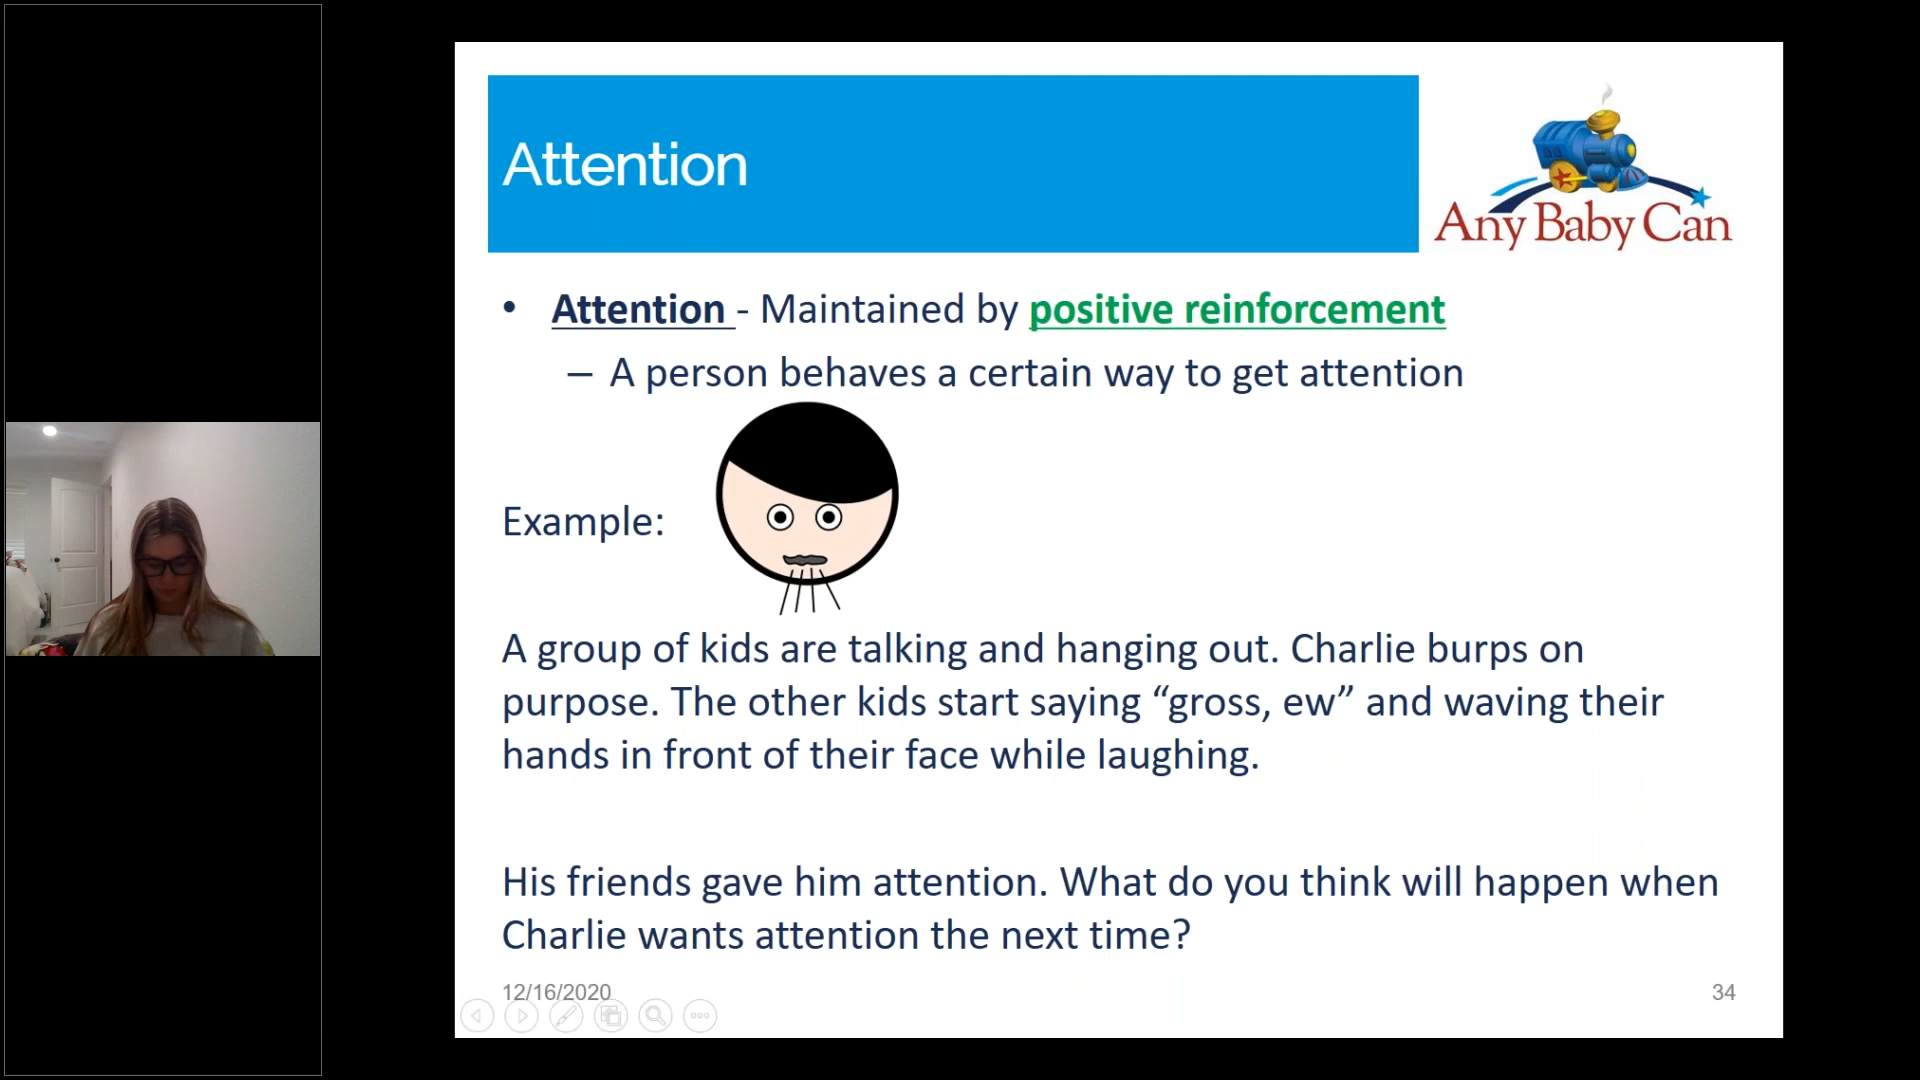 Attention
Any Baby Can
• Attention - Maintained by positive reinforcement
– A person behaves a certain way to get attention
Example:
A group of kids are talking and hanging out. Charlie burps on
purpose. The other kids start saying “gross, ew” and waving their
hands in front of their face while laughing.
His friends gave him attention. What do you think will happen when
Charlie wants attention the next time?
12/16/2020
34